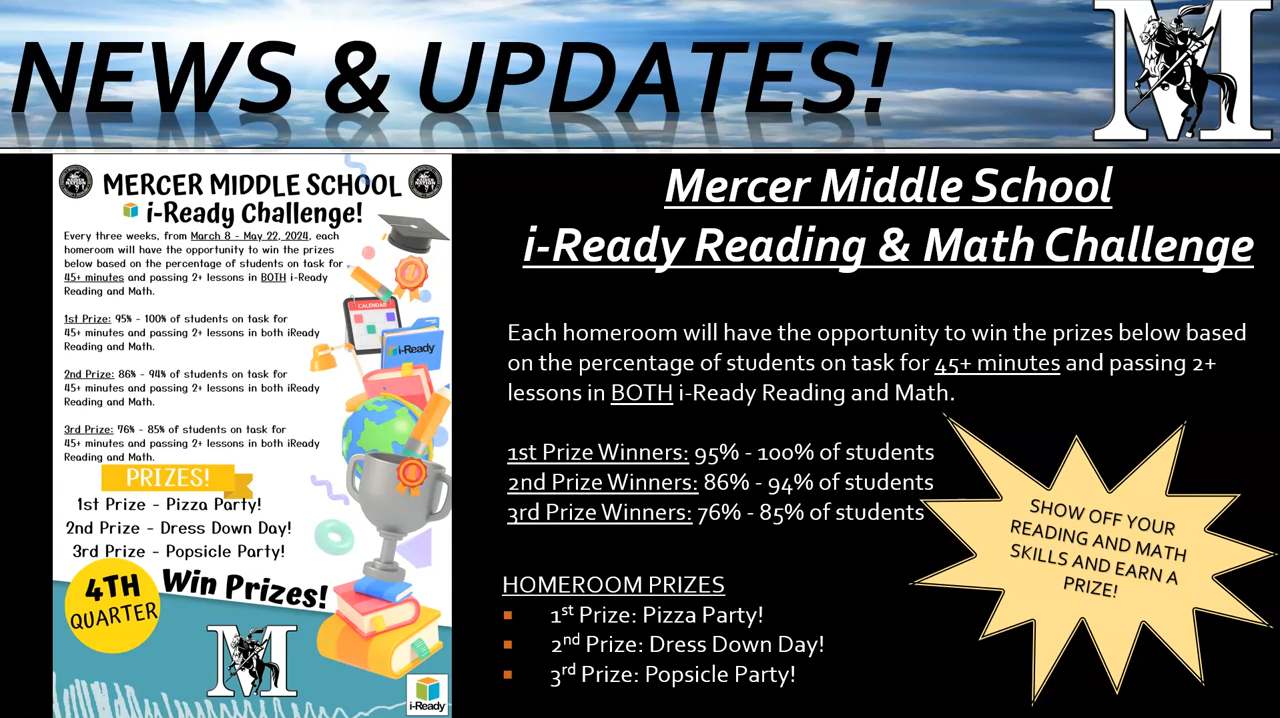 NEWS & UPDATES!
M
MERCER MIDDLE SCHOOL
i-Ready Challenge!
Every three weeks, from March 8 - May 22, 2024, each
homeroom will have the opportunity to win the prizes
below based on the percentage of students on task for
45+ minutes and passing 2+ lessons in BOTH i-Ready
Reading and Math.
1st Prize: 95% - 100% of students on task for
45+ minutes and passing 2+ lessons in both iReady
Reading and Math.
2nd Prize: 86% - 94% of students on task for
45+ minutes and passing 2+ lessons in both iReady
Reading and Math.
3rd Prize: 76% - 85% of students on task for
45+ minutes and passing 2+ lessons in both iReady
Reading and Math.
CALENDAR
i-Ready
PRIZES!
1st Prize - Pizza Party!
2nd Prize - Dress Down Day!
3rd Prize - Popsicle Party!
4TH
QUARTER
Win Prizes!
M
i-Ready
Mercer Middle School
i-Ready Reading & Math Challenge
Each homeroom will have the opportunity to win the prizes below based
on the percentage of students on task for 45+ minutes and passing 2+
lessons in BOTH i-Ready Reading and Math.
1st Prize Winners: 95% - 100% of students
2nd Prize Winners: 86% - 94% of students
3rd Prize Winners: 76% - 85% of students
HOMEROOM PRIZES
▪ 1st Prize: Pizza Party!
▪ 2nd Prize: Dress Down Day!
▪ 3rd Prize: Popsicle Party!
SHOW OFF YOUR
READING AND MATH
SKILLS AND EARN A
PRIZE!